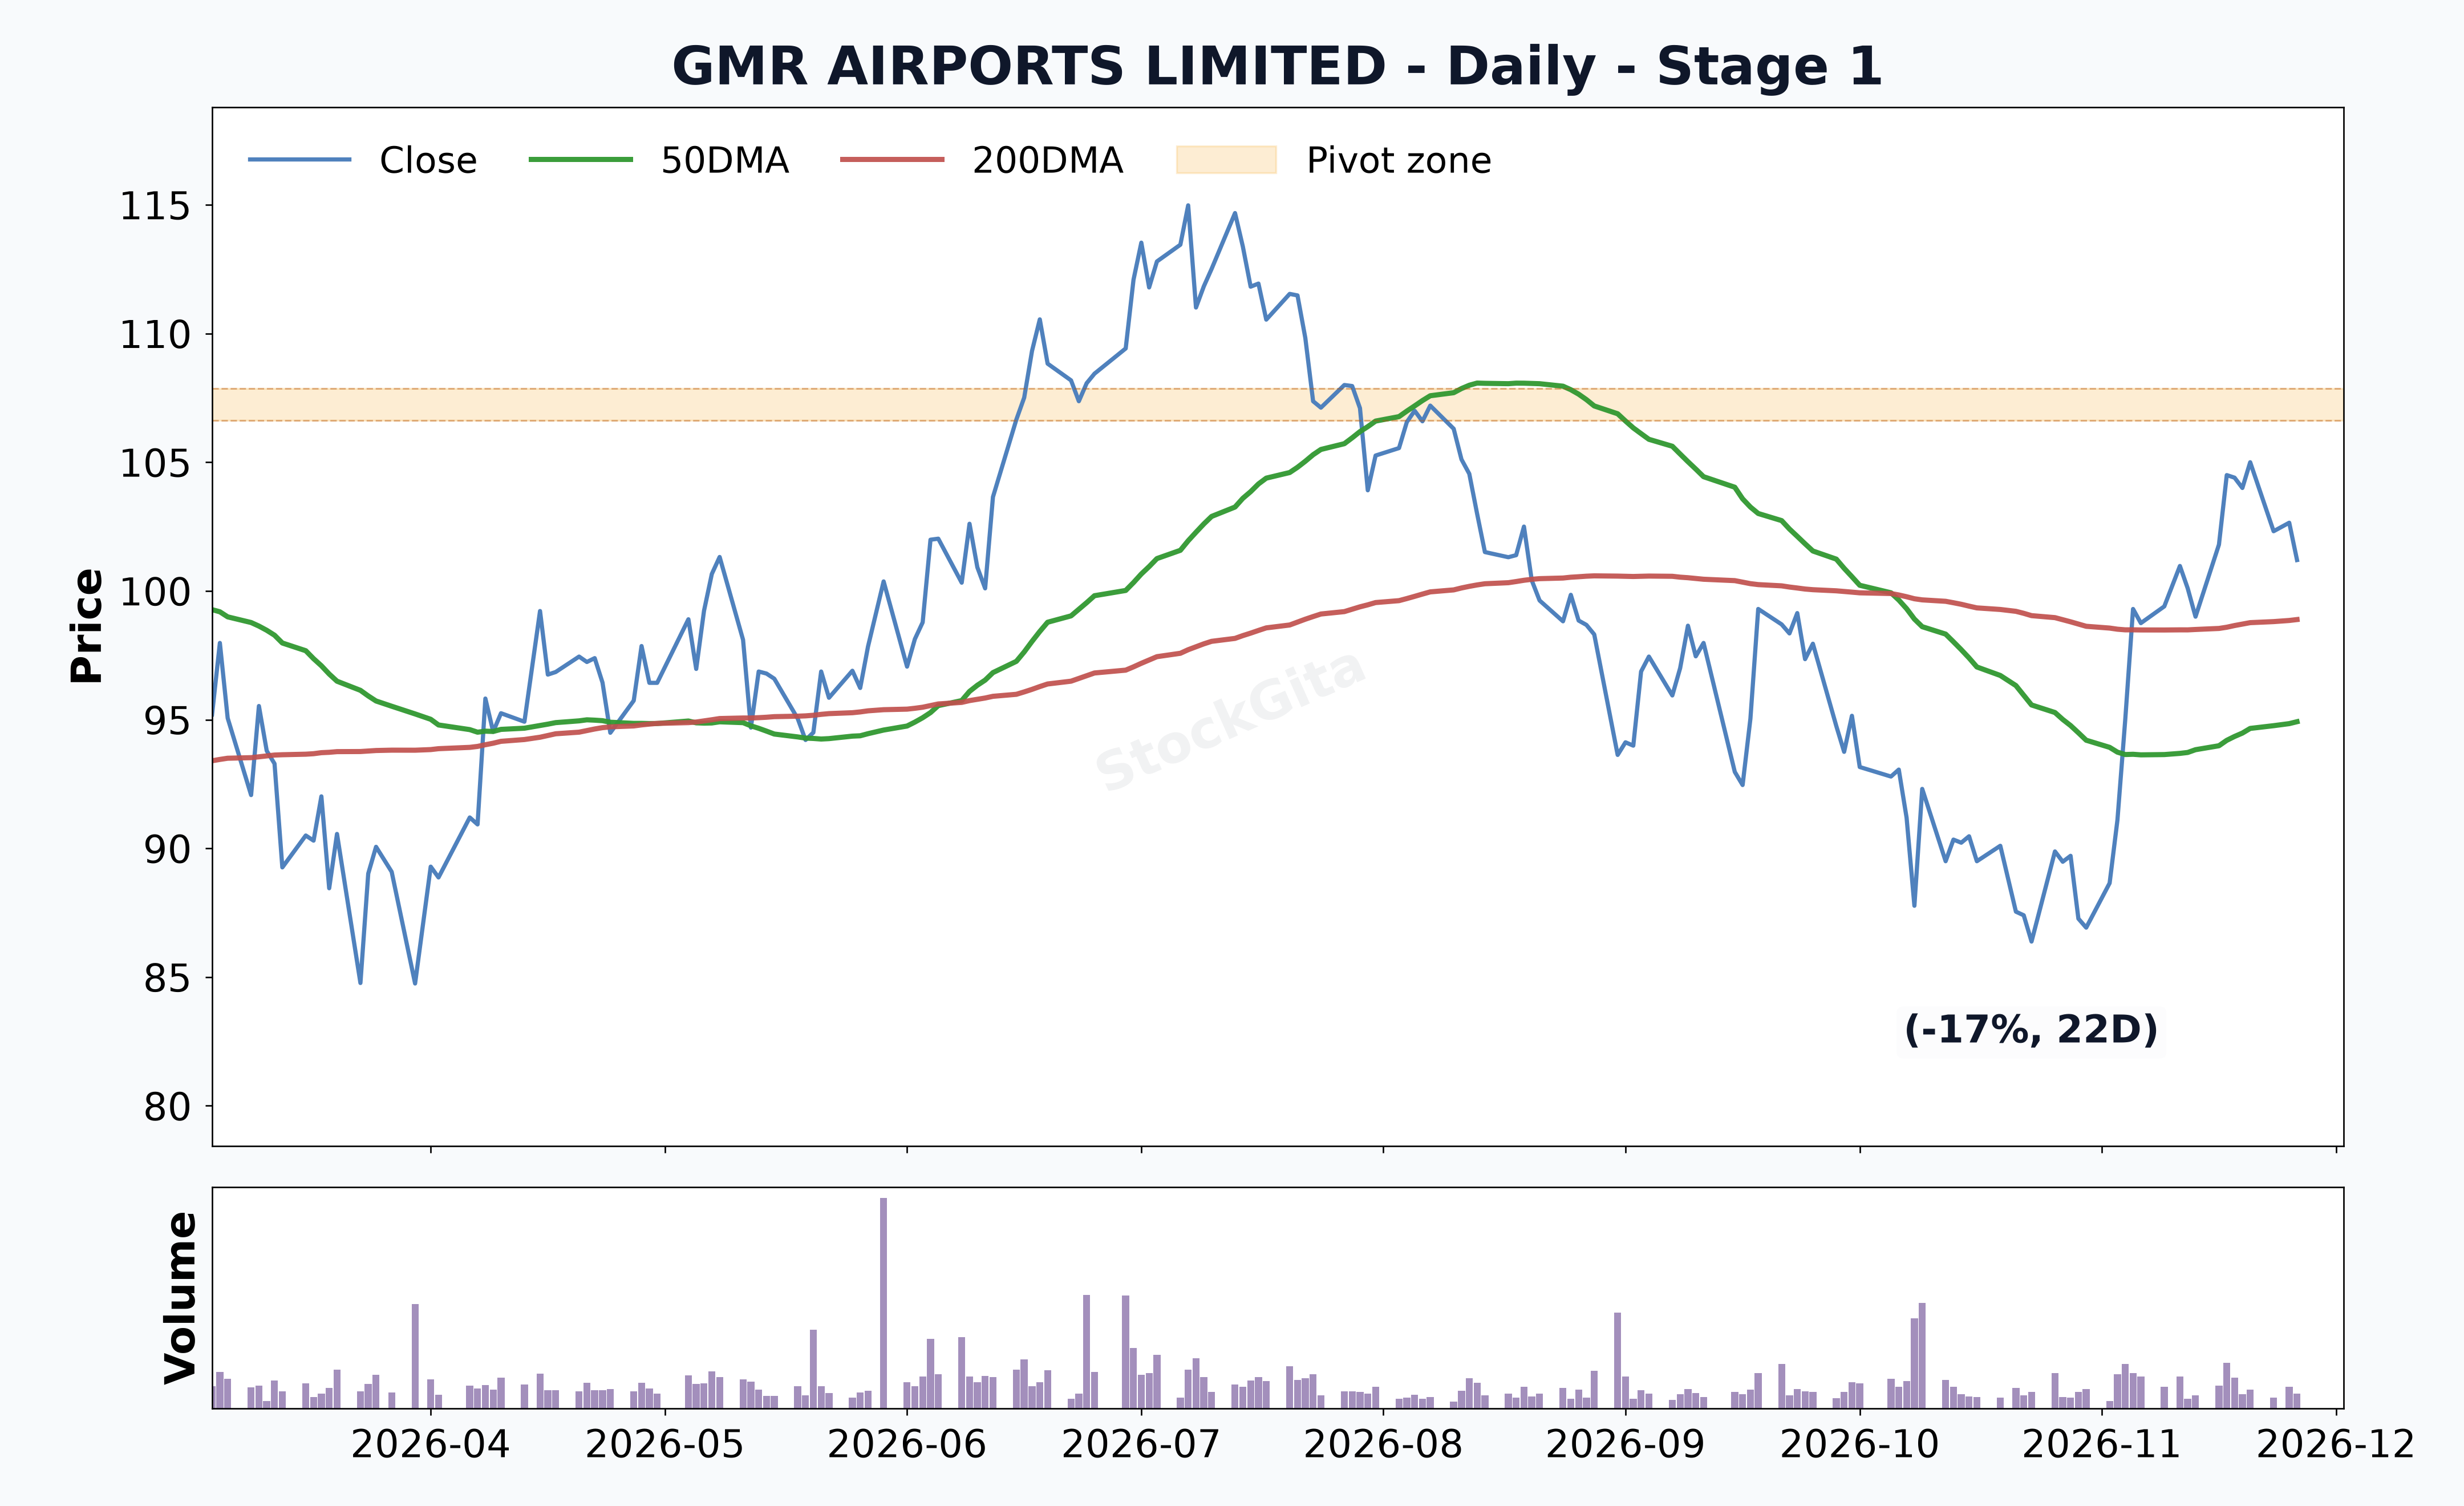 GMR AIRPORTS LIMITED - Daily - Stage 1
Close 50DMA 200DMA Pivot zone
Price
115
110
105
100
95
90
85
80
StockGita
(-17%, 22D)
Volume
2026-04 2026-05 2026-06 2026-07 2026-08 2026-09 2026-10 2026-11 2026-12